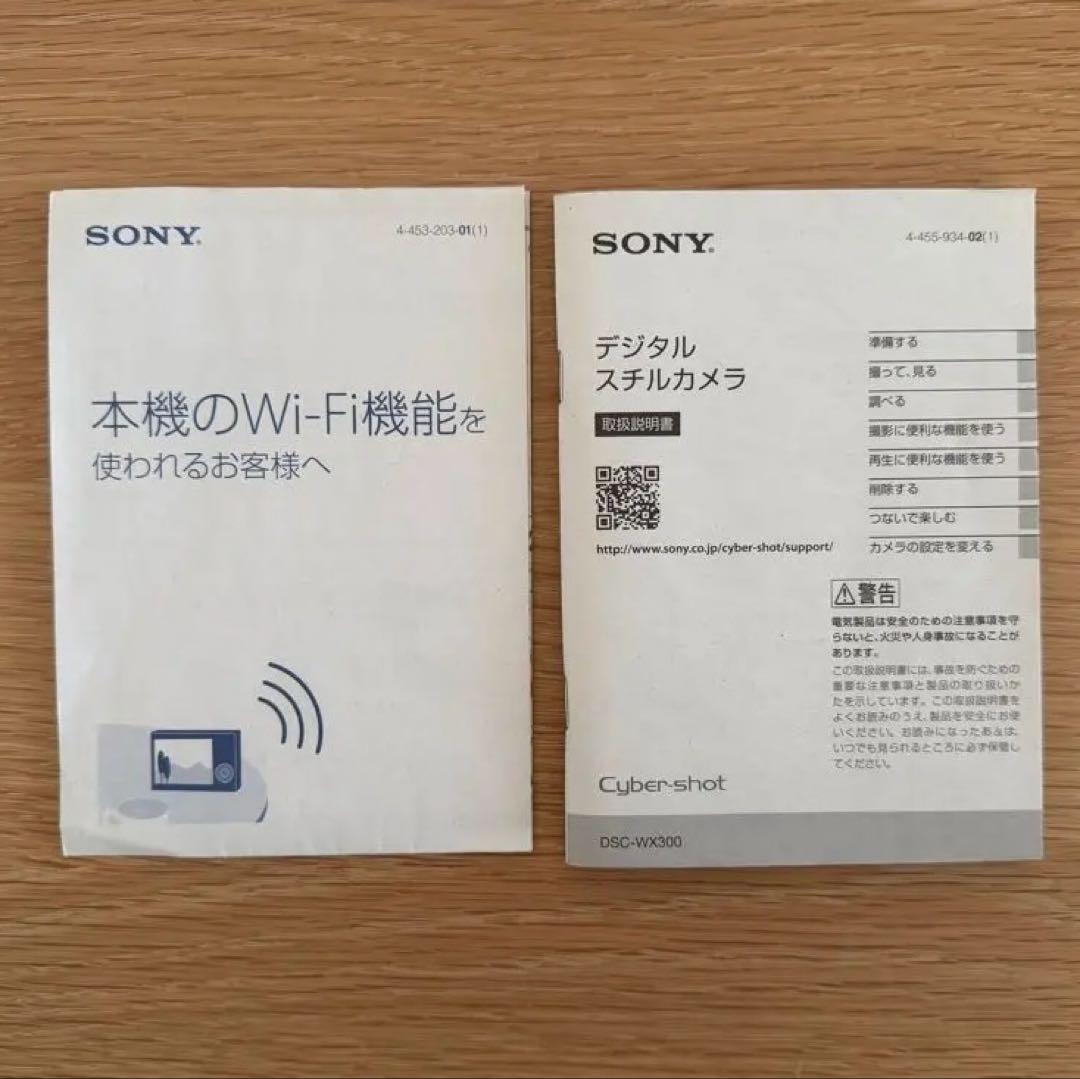 SONY
4-453-203-01(1)
本機のWi-Fi機能を
使われるお客様へ
SONY
4-455-934-02(1)
デジタル
スチルカメラ
取扱説明書
http://www.sony.co.jp/cyber-shot/support/
準備する
撮って、見る
調べる
撮影に便利な機能を使う
再生に便利な機能を使う
削除する
つないで楽しむ
カメラの設定を変える
警告
電気製品は安全のための注意事項を守
らないと、火災や人身事故になることが
あります。
この取扱説明書には、事故を防ぐための
重要な注意事項と製品の取り扱いか
たを示しています。この取扱説明書を
よくお読みのうえ、製品を安全にお使
いください。お読みになったあとは、
いつでも見られるところに必ず保管し
てください。
Cyber-shot
DSC-WX300